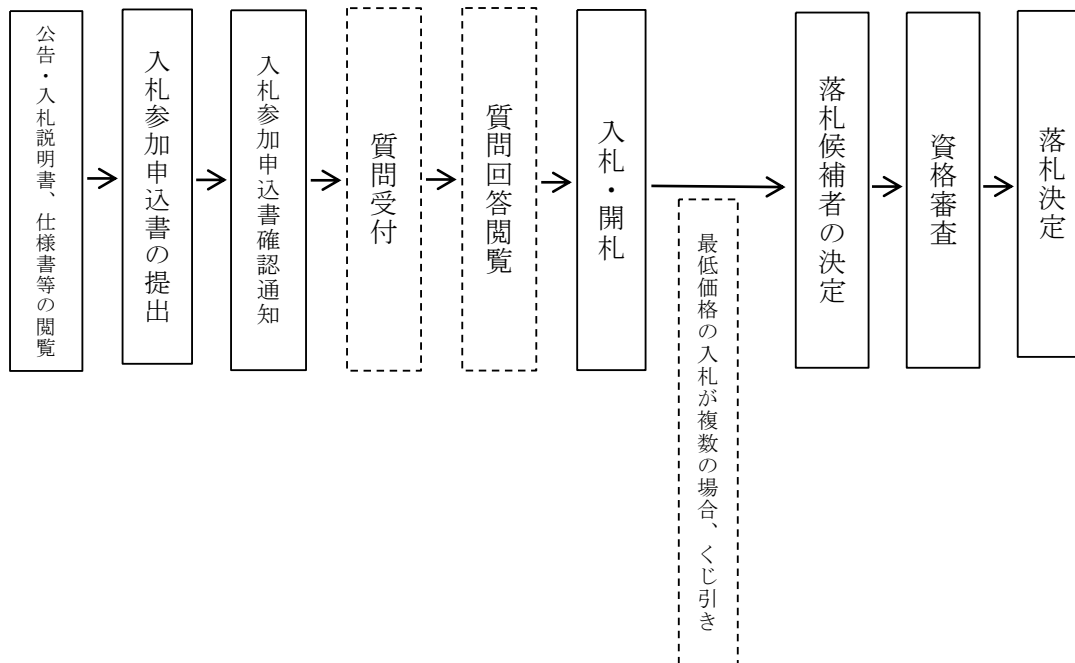 公告・入札説明書、仕様書等の閲覧
入札参加申込書の提出
入札参加申込書確認通知
質問受付
質問回答閲覧
入札・開札
最低価格の入札が複数の場合、くじ引き
落札候補者の決定
資格審査
落札決定